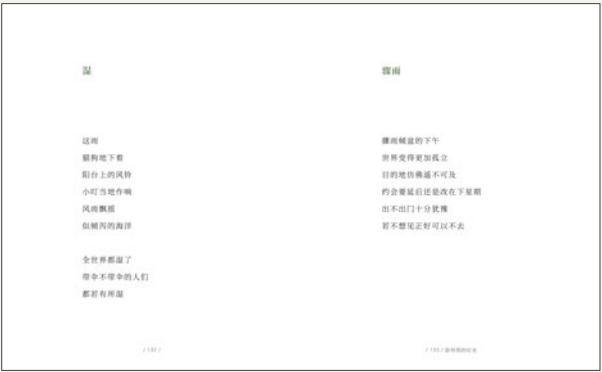 湿
这雨
猫狗地下着
阳台上的风铃
小叮当地作响
风雨飘摇
似倾泻的海洋
全世界都湿了
带伞不带伞的人们
都若有所湿
/ 132 /
骤雨
骤雨倾盆的下午
世界变得更加孤立
目的地仿佛遥不可及
约会要延后还是改在下星期
出不出门十分犹豫
若不想见正好可以不去
/ 133 /